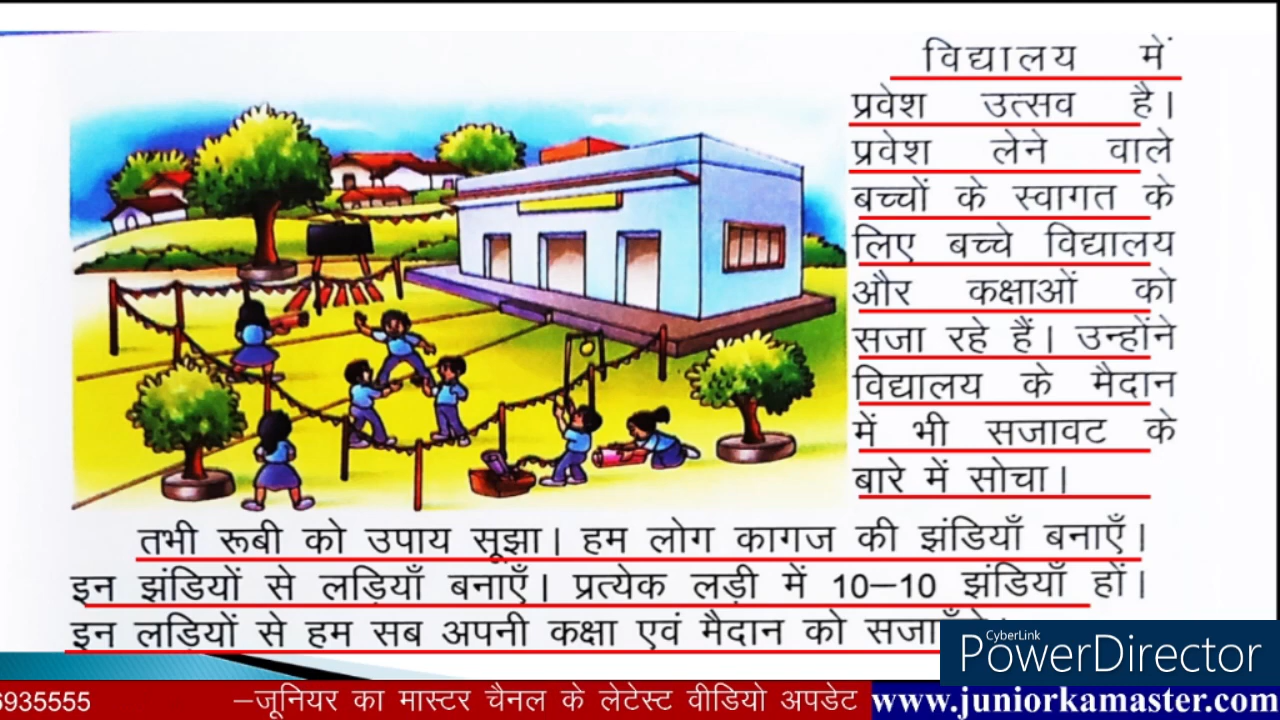 विद्यालय में
प्रवेश उत्सव है।
प्रवेश लेने वाले
बच्चों के स्वागत के
लिए बच्चे विद्यालय
और कक्षाओं को
सजा रहे हैं। उन्होंने
विद्यालय के मैदान
में भी सजावट के
बारे में सोचा।
तभी रूबी को उपाय सूझा। हम लोग कागज की झंडियाँ बनाएँ।
इन झंडियों से लड़ियाँ बनाएँ। प्रत्येक लड़ी में 10–10 झंडियाँ हों।
इन लड़ियों से हम सब अपनी कक्षा एवं मैदान को
CyberLink
PowerDirector
6935555 –जूनियर का मास्टर चैनल के लेटेस्ट वीडियो अपडेट www.juniorkamaster.com